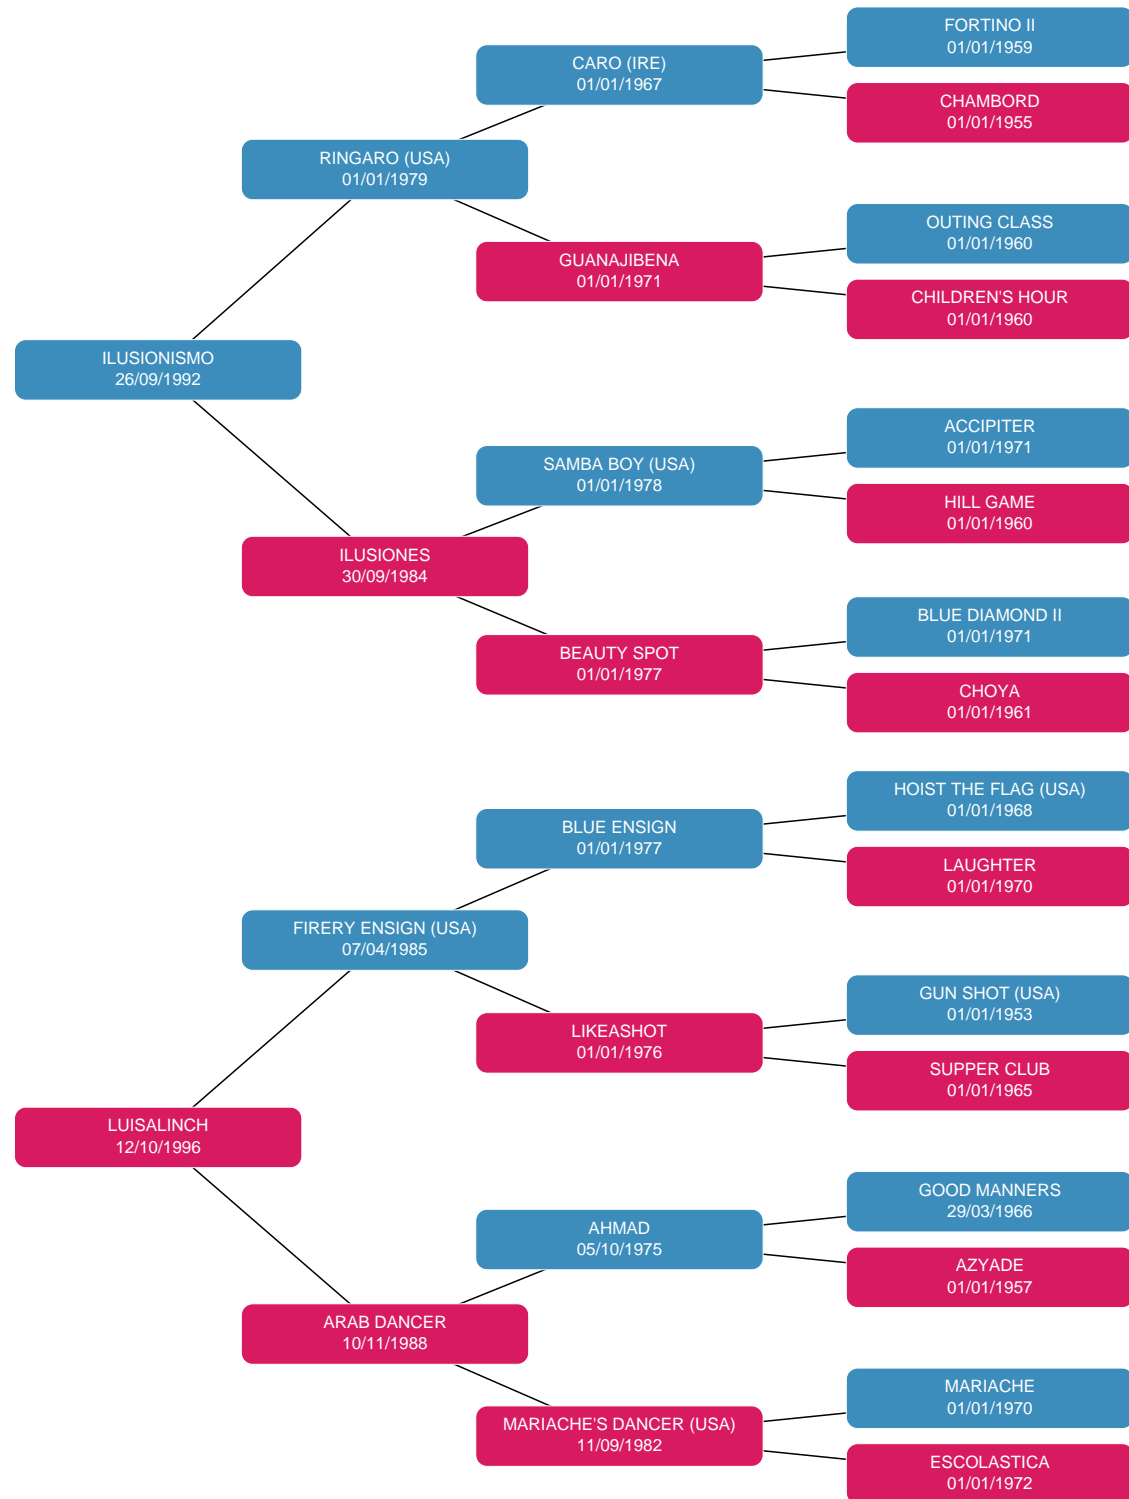 FORTINO II
01/01/1959
CARO (IRE)
01/01/1967
CHAMBORD
01/01/1955
RINGARO (USA)
01/01/1979
OUTING CLASS
01/01/1960
GUANAJIBENA
01/01/1971
CHILDREN'S HOUR
01/01/1960
ILUSIONISMO
26/09/1992
ACCIPITER
01/01/1971
SAMBA BOY (USA)
01/01/1978
HILL GAME
01/01/1960
ILUSIONES
30/09/1984
BLUE DIAMOND II
01/01/1971
BEAUTY SPOT
01/01/1977
CHOYA
01/01/1961
HOIST THE FLAG (USA)
01/01/1968
BLUE ENSIGN
01/01/1977
LAUGHTER
01/01/1970
FIRERY ENSIGN (USA)
07/04/1985
GUN SHOT (USA)
01/01/1953
LIKEASHOT
01/01/1976
SUPPER CLUB
01/01/1965
LUISALINCH
12/10/1996
GOOD MANNERS
29/03/1966
AHMAD
05/10/1975
AZYADE
01/01/1957
ARAB DANCER
10/11/1988
MARIACHE
01/01/1970
MARIACHE'S DANCER (USA)
11/09/1982
ESCOLASTICA
01/01/1972